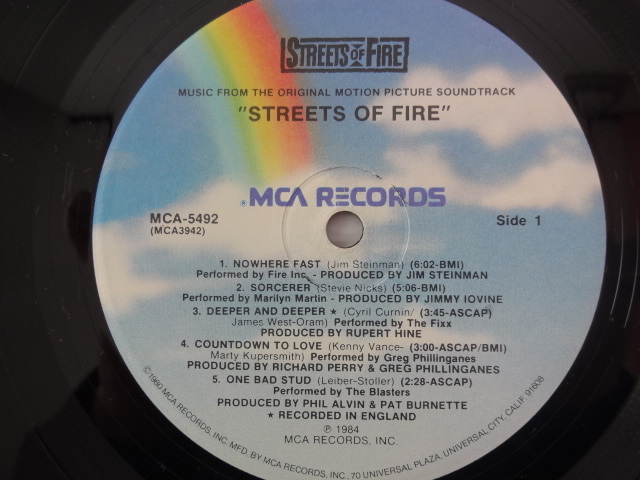 STREETS OF FIRE
MUSIC FROM THE ORIGINAL MOTION PICTURE SOUNDTRACK
"STREETS OF FIRE"
® MCA RECORDS
MCA-5492
(MCA3942)
Side 1
1. NOWHERE FAST (Jim Steinman) (6:02-BMI)
Performed by Fire Inc. - PRODUCED BY JIM STEINMAN
2. SORCERER (Stevie Nicks) (5:06-BMI)
Performed by Marilyn Martin - PRODUCED BY JIMMY IOVINE
3. DEEPER AND DEEPER ★ (Cyril Curnin/ (3:45-ASCAP)
James West-Oram) Performed by The Fixx
PRODUCED BY RUPERT HINE
4. COUNTDOWN TO LOVE (Kenny Vance- (3:00-ASCAP/BMI)
Marty Kupersmith) Performed by Greg Phillinganes
PRODUCED BY RICHARD PERRY & GREG PHILLINGANES
5. ONE BAD STUD (Leiber-Stoller) (2:28-ASCAP)
Performed by The Blasters
PRODUCED BY PHIL ALVIN & PAT BURNETTE
★ RECORDED IN ENGLAND
℗ 1984
MCA RECORDS, INC.
©1980 MCA RECORDS, INC. MFD. BY MCA RECORDS, INC., 70 UNIVERSAL PLAZA, UNIVERSAL CITY, CALIF. 91608